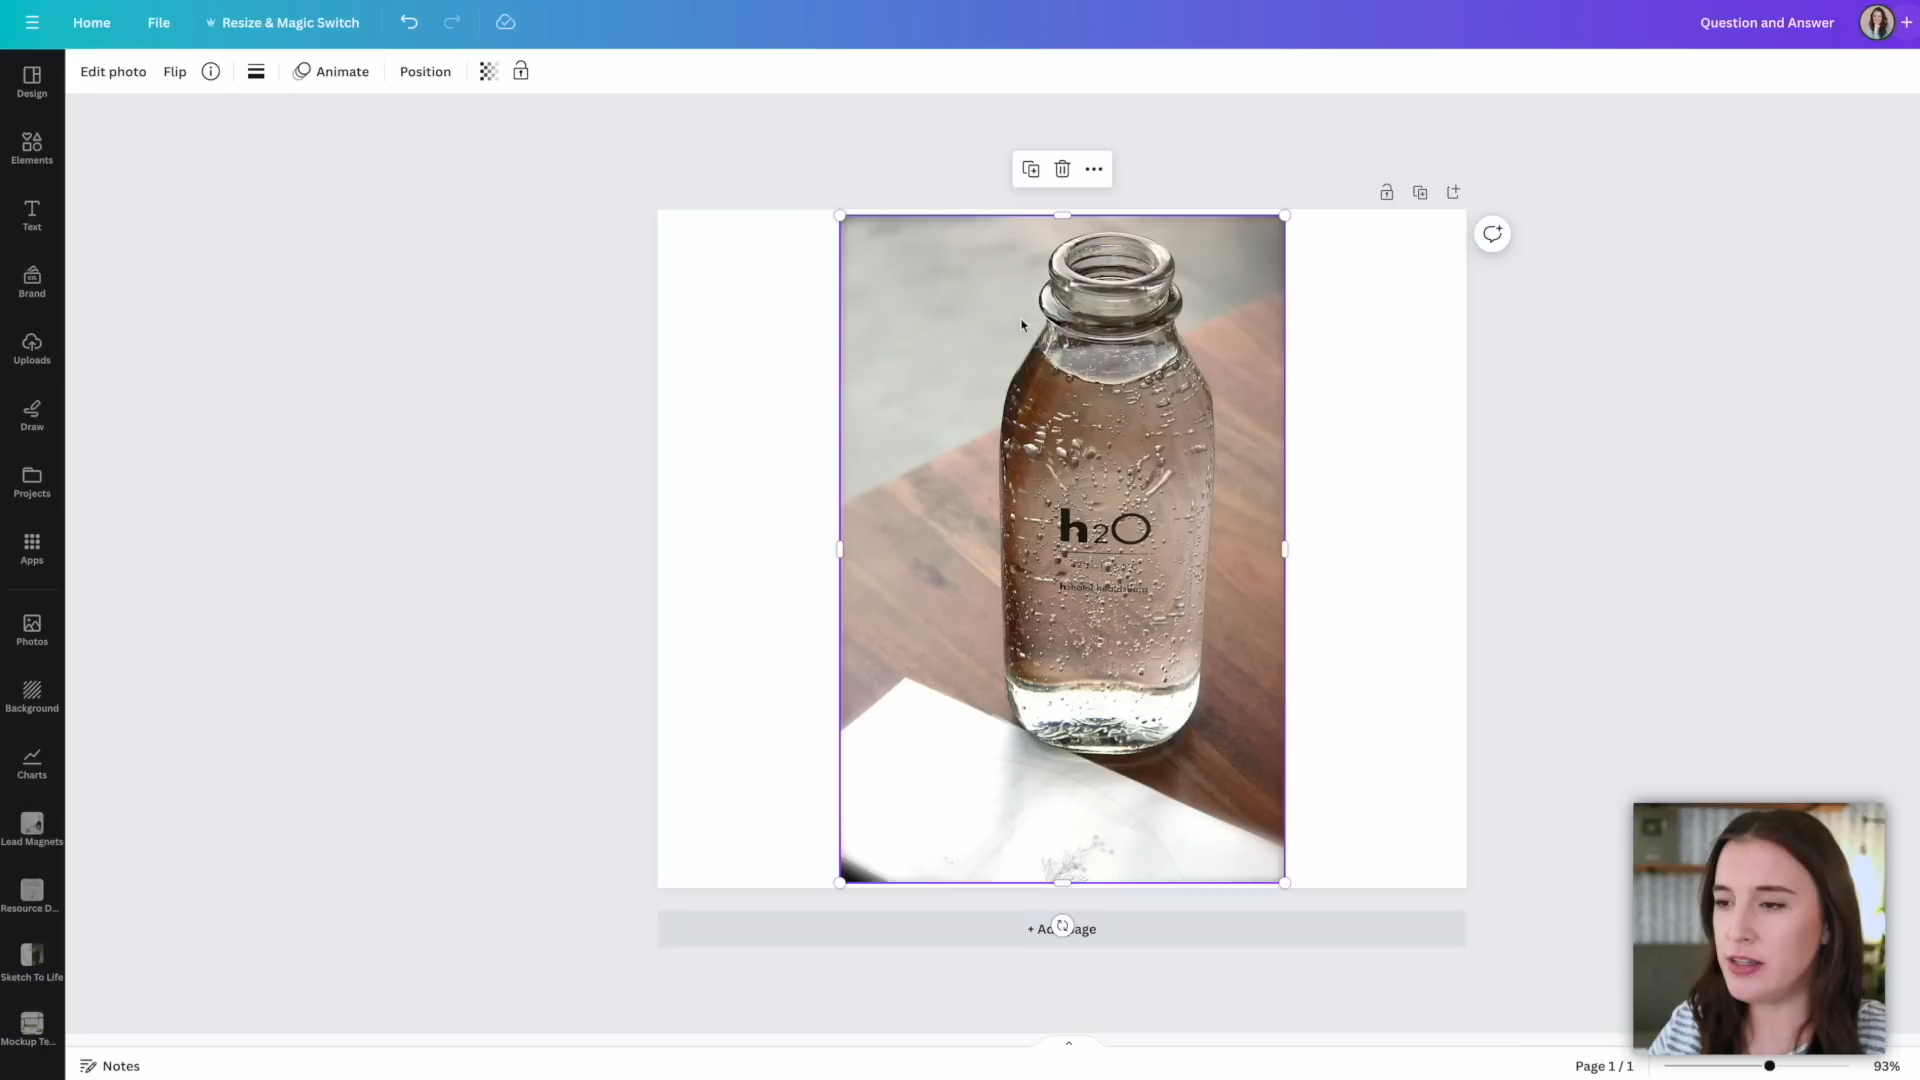 Home File Resize & Magic Switch Question and Answer
Edit photo Flip Animate Position
Design
Elements
Text
Brand
Uploads
Draw
Projects
Apps
Photos
Background
Charts
Lead Magnets
Resource D...
Sketch To Life
Mockup Te...
h2O
+ Add page
Notes Page 1 / 1 93%